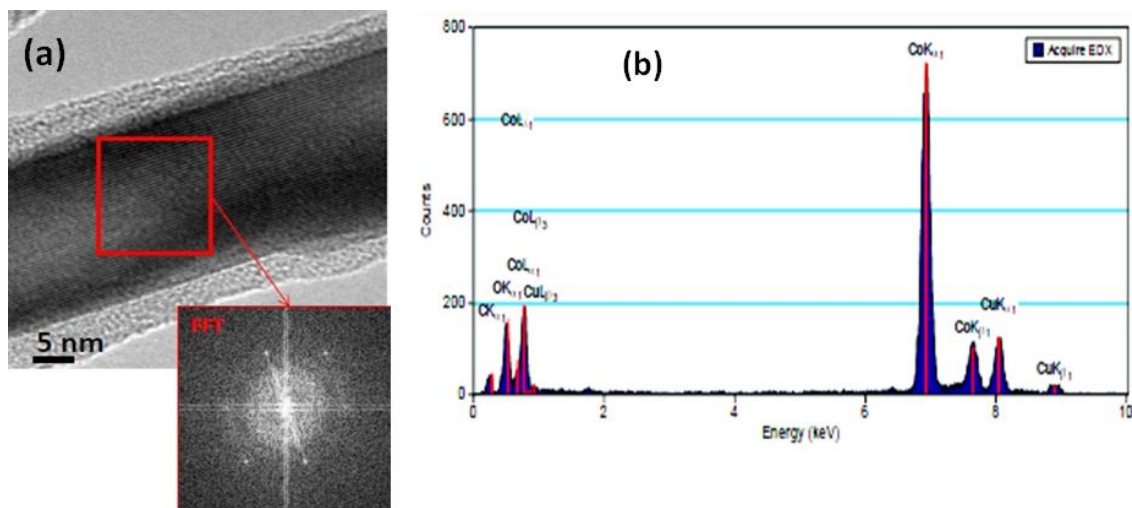 (a)
5 nm
FFT
(b)
Acquire EDX
800
600
400
200
0
Counts
CoKα1
CoLα1
CoLβ3
CoLα1
OKα1 CuLβ3
CKα1
CuKα1
CoKβ1
CuKβ1
0 2 4 6 8 10
Energy (keV)